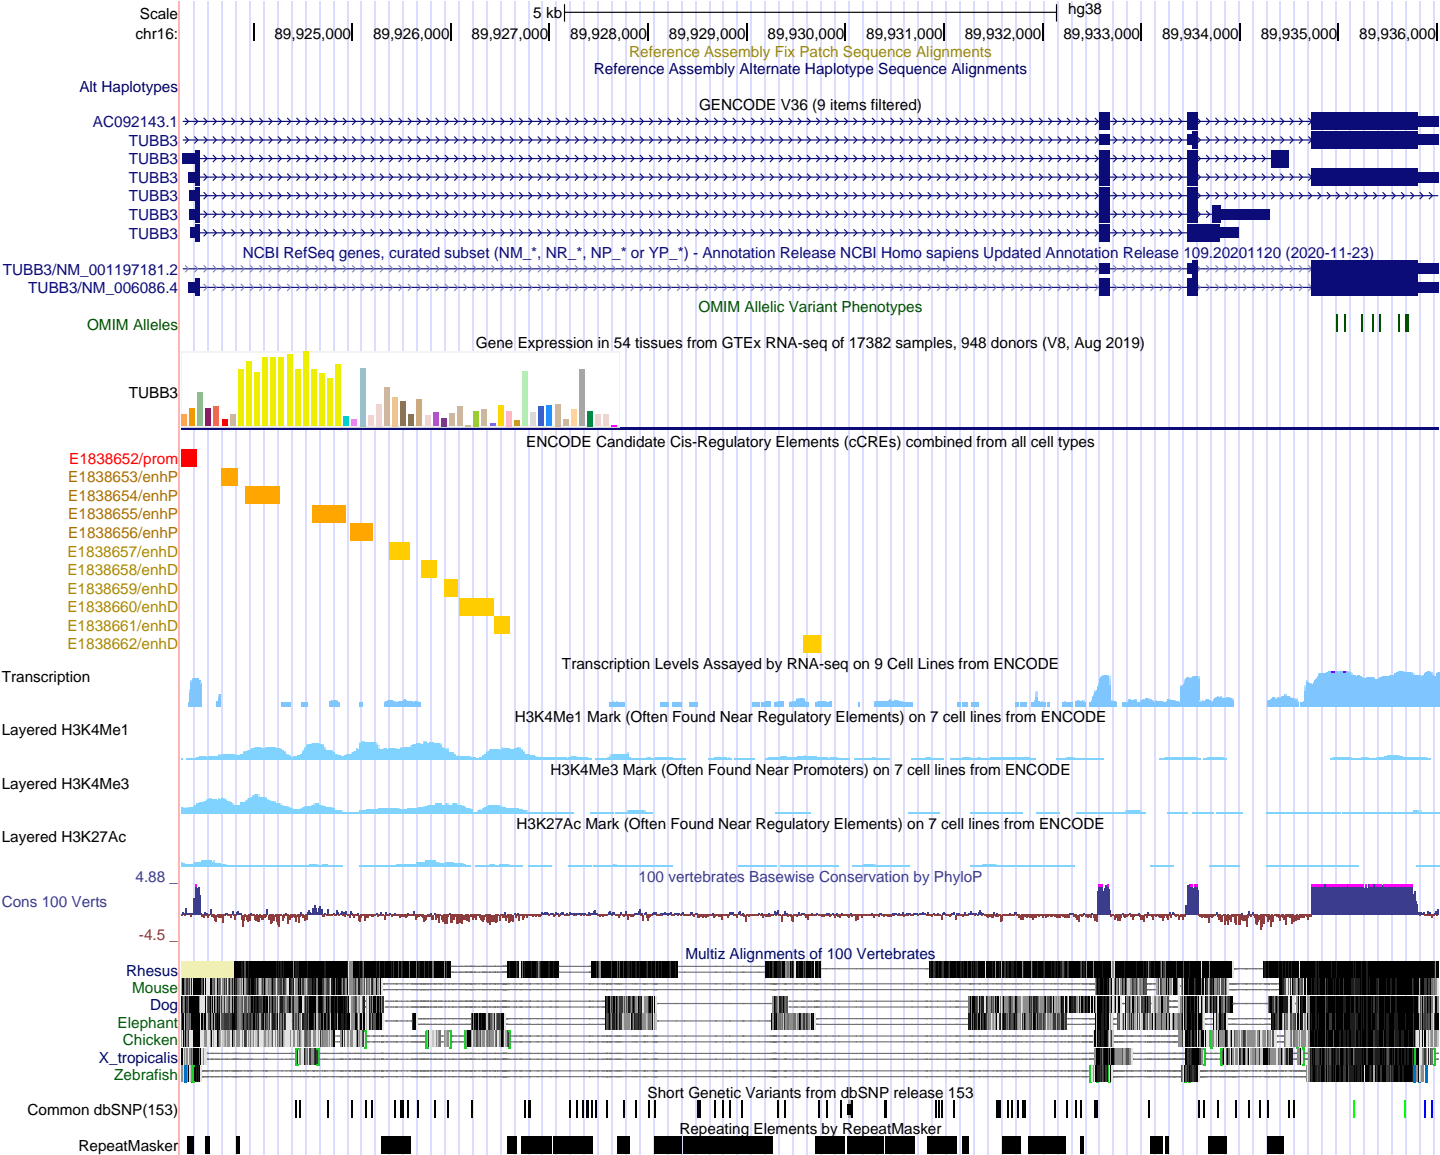 Scale 5 kb hg38
chr16: 89,925,000 89,926,000 89,927,000 89,928,000 89,929,000 89,930,000 89,931,000 89,932,000 89,933,000 89,934,000 89,935,000 89,936,000
Reference Assembly Fix Patch Sequence Alignments
Reference Assembly Alternate Haplotype Sequence Alignments
Alt Haplotypes
GENCODE V36 (9 items filtered)
AC092143.1
TUBB3
TUBB3
TUBB3
TUBB3
TUBB3
TUBB3
NCBI RefSeq genes, curated subset (NM_*, NR_*, NP_* or YP_*) - Annotation Release NCBI Homo sapiens Updated Annotation Release 109.20201120 (2020-11-23)
TUBB3/NM_001197181.2
TUBB3/NM_006086.4
OMIM Allelic Variant Phenotypes
OMIM Alleles
Gene Expression in 54 tissues from GTEx RNA-seq of 17382 samples, 948 donors (V8, Aug 2019)
TUBB3
ENCODE Candidate Cis-Regulatory Elements (cCREs) combined from all cell types
E1838652/prom
E1838653/enhP
E1838654/enhP
E1838655/enhP
E1838656/enhP
E1838657/enhD
E1838658/enhD
E1838659/enhD
E1838660/enhD
E1838661/enhD
E1838662/enhD
Transcription Levels Assayed by RNA-seq on 9 Cell Lines from ENCODE
Transcription
H3K4Me1 Mark (Often Found Near Regulatory Elements) on 7 cell lines from ENCODE
Layered H3K4Me1
H3K4Me3 Mark (Often Found Near Promoters) on 7 cell lines from ENCODE
Layered H3K4Me3
H3K27Ac Mark (Often Found Near Regulatory Elements) on 7 cell lines from ENCODE
Layered H3K27Ac
100 vertebrates Basewise Conservation by PhyloP
4.88 _
Cons 100 Verts
-4.5 _
Multiz Alignments of 100 Vertebrates
Rhesus
Mouse
Dog
Elephant
Chicken
X_tropicalis
Zebrafish
Short Genetic Variants from dbSNP release 153
Common dbSNP(153)
Repeating Elements by RepeatMasker
RepeatMasker